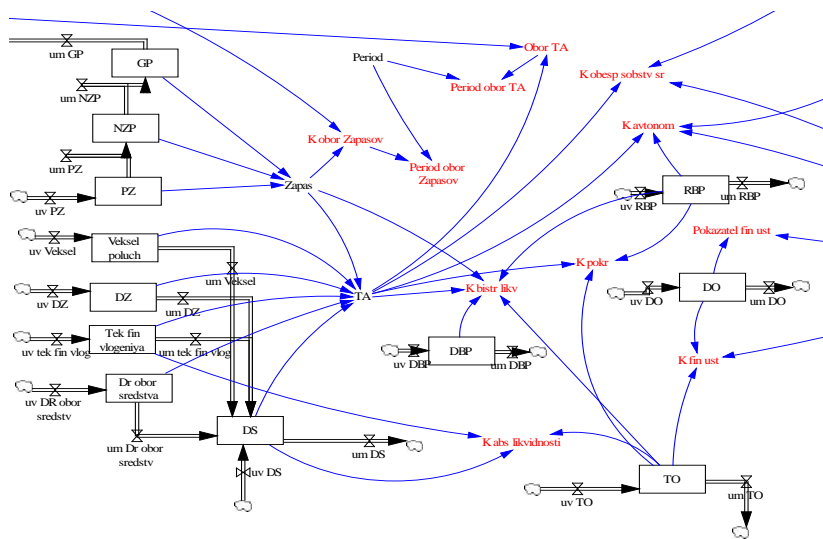 um GP
GP
um NZP
NZP
um PZ
PZ
uv PZ
Zapas
Period
Obor TA
Period obor TA
K obor Zapasov
Period obor
Zapasov
K obesp sobstv sr
K avtonom
RBP
uv RBP
um RBP
Pokazatel fin ust
Veksel
poluch
uv Veksel
um Veksel
DZ
uv DZ
um DZ
TA
K bistr likv
K pokr
DO
uv DO
um DO
Tek fin
vlogeniya
uv tek fin vlog
um tek fin vlog
DBP
uv DBP
um DBP
K fin ust
Dr obor
sredstva
uv DR obor
sredstv
DS
um Dr obor
sredstv
um DS
uv DS
K abs likvidnosti
TO
uv TO
um TO